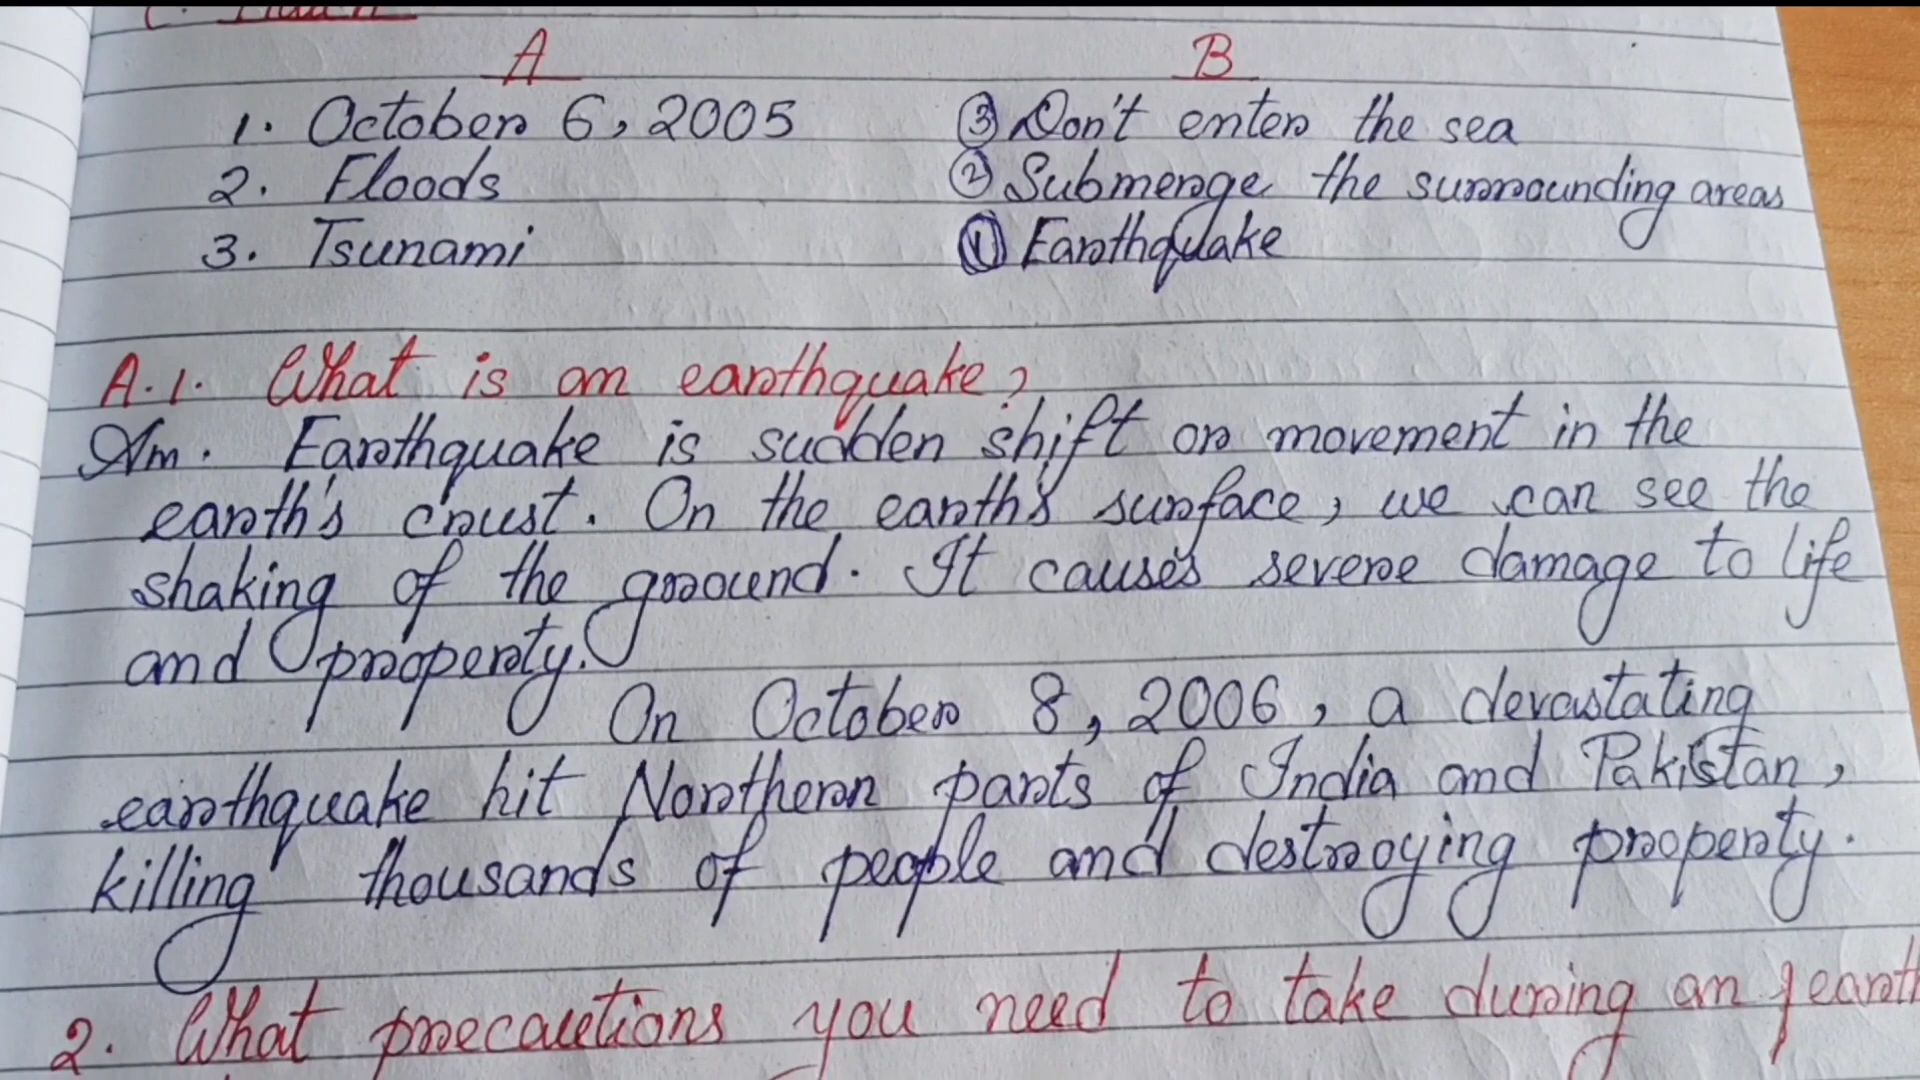 A B
1. October 6, 2005 ③ Don't enter the sea
2. Floods ② Submerge the surrounding areas
3. Tsunami ① Earthquake
A.1. What is an earthquake?
Ans. Earthquake is sudden shift or movement in the
earth's crust. On the earth's surface, we can see the
shaking of the ground. It causes severe damage to life
and property.
On October 8, 2006, a devastating
earthquake hit Northern parts of India and Pakistan,
killing thousands of people and destroying property.
2. What precautions you need to take during an earth